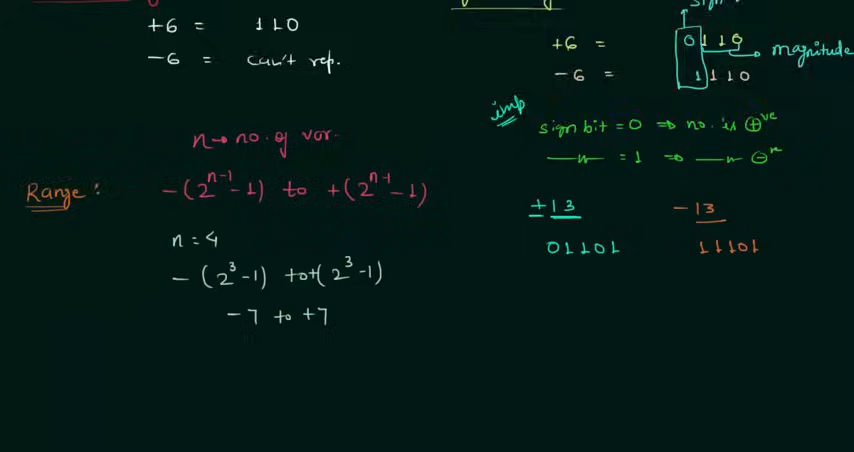 +6 = 110
-6 = can't rep.
n → no. of var.
Range: -(2^{n-1} -1) to +(2^{n-1} -1)
n = 4
-(2^3 -1) to +(2^3 -1)
-7 to +7
sign
+6 = 0110
magnitude
-6 = 1110
imp
sign bit = 0 ⇒ no. is ⊕ve
—— n —— = 1 ⇒ —— n —— ⊖ve
+13 -13
01101 11101